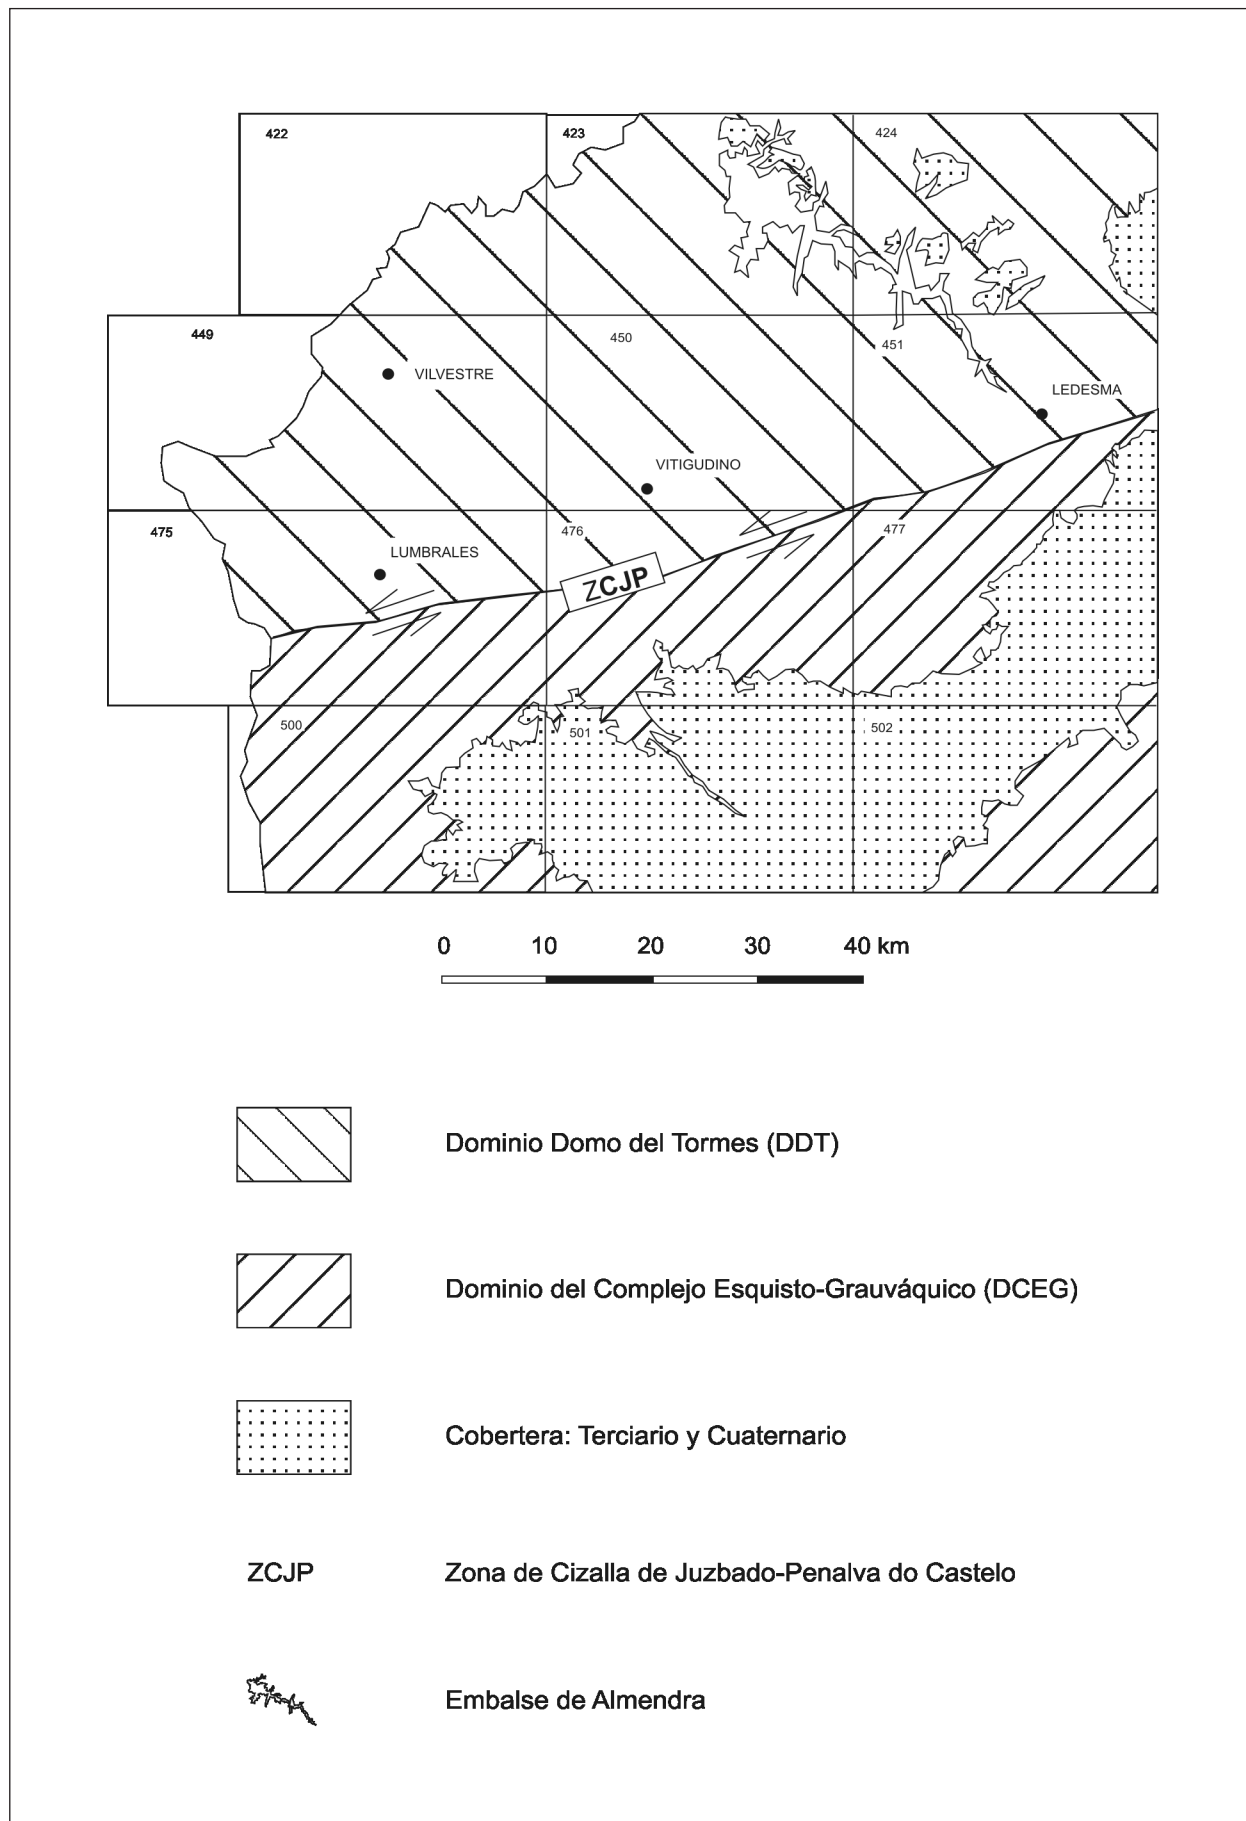 422
423
424
449
450
451
VILVESTRE
LEDESMA
VITIGUDINO
475
476
477
LUMBRALES
ZCJP
500
501
502
0 10 20 30 40 km
Dominio Domo del Tormes (DDT)
Dominio del Complejo Esquisto-Grauváquico (DCEG)
Cobertera: Terciario y Cuaternario
ZCJP Zona de Cizalla de Juzbado-Penalva do Castelo
Embalse de Almendra